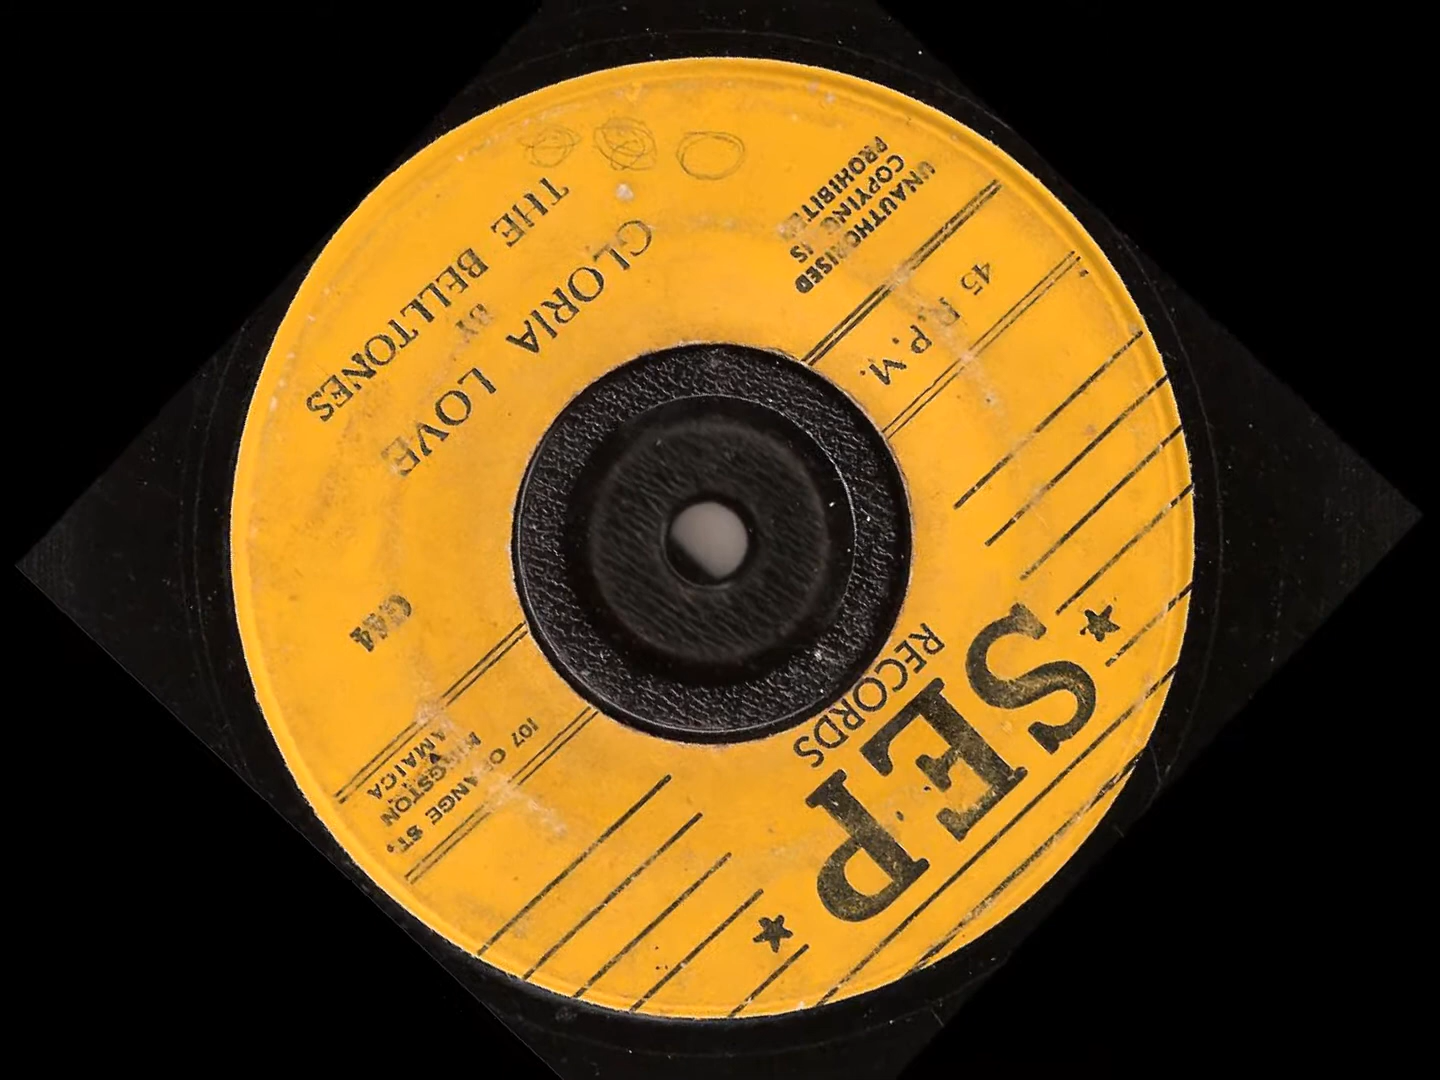 ★ SEP ★
RECORDS
45 R.P.M.
107 ORANGE ST.
KINGSTON
JAMAICA
UNAUTHORISED
COPYING IS
PROHIBITED
GLORIA LOVE
BY
THE BELLTONES